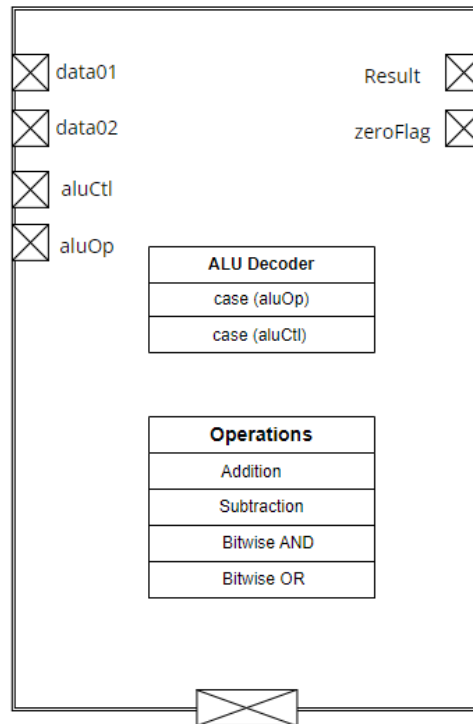 data01
Result
data02
zeroFlag
aluCtl
aluOp
ALU Decoder
case (aluOp)
case (aluCtl)
Operations
Addition
Subtraction
Bitwise AND
Bitwise OR